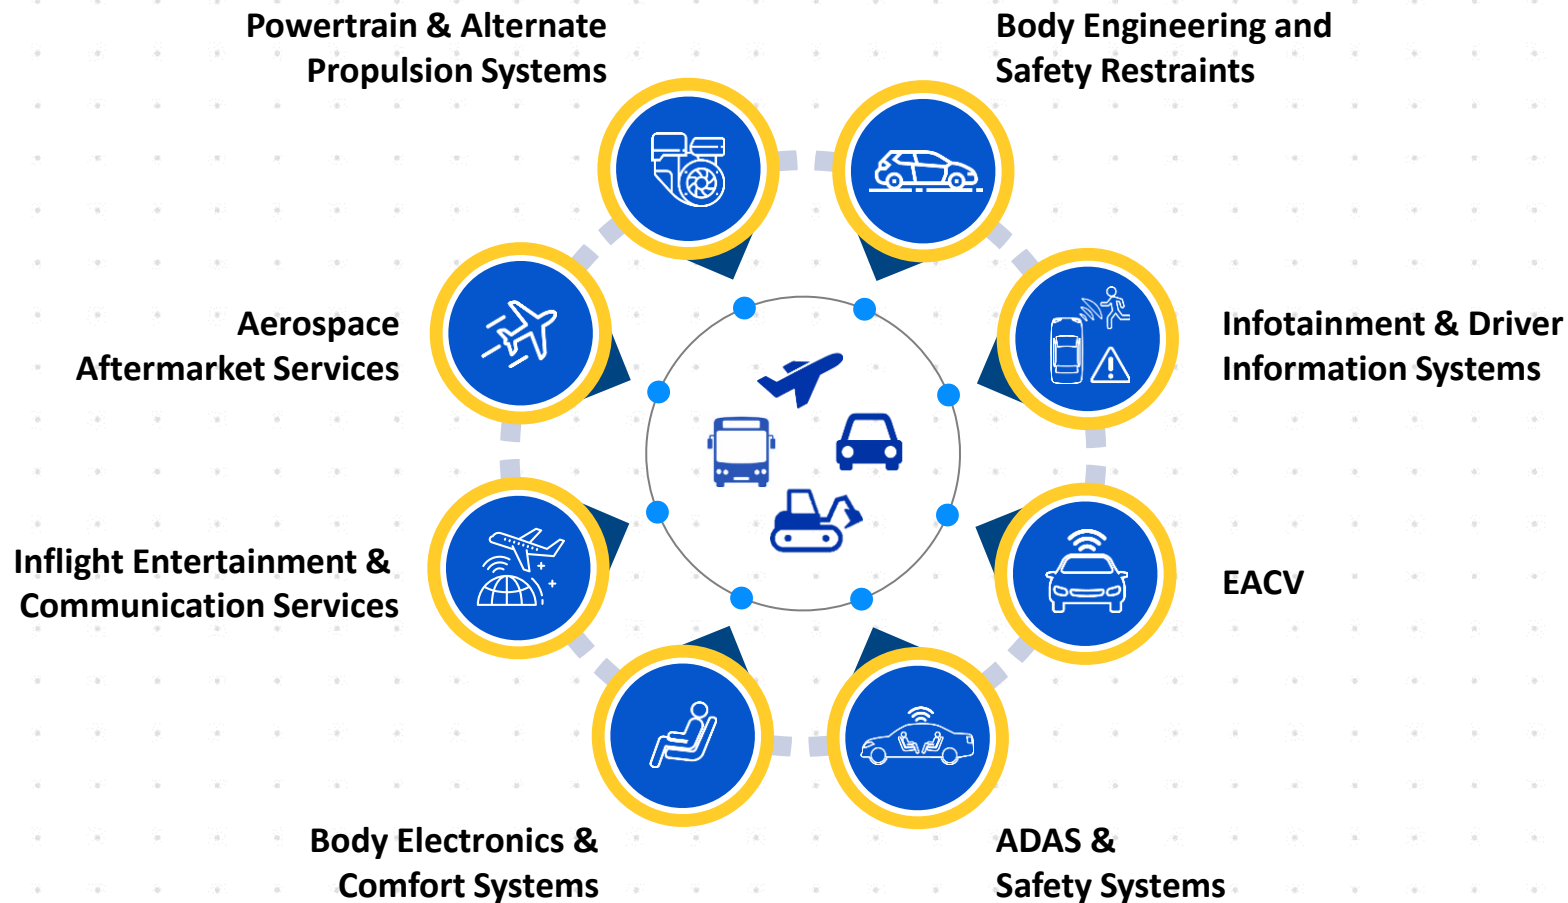 Powertrain & Alternate
Propulsion Systems
Body Engineering and
Safety Restraints
Aerospace
Aftermarket Services
Infotainment & Driver
Information Systems
Inflight Entertainment &
Communication Services
EACV
Body Electronics &
Comfort Systems
ADAS &
Safety Systems